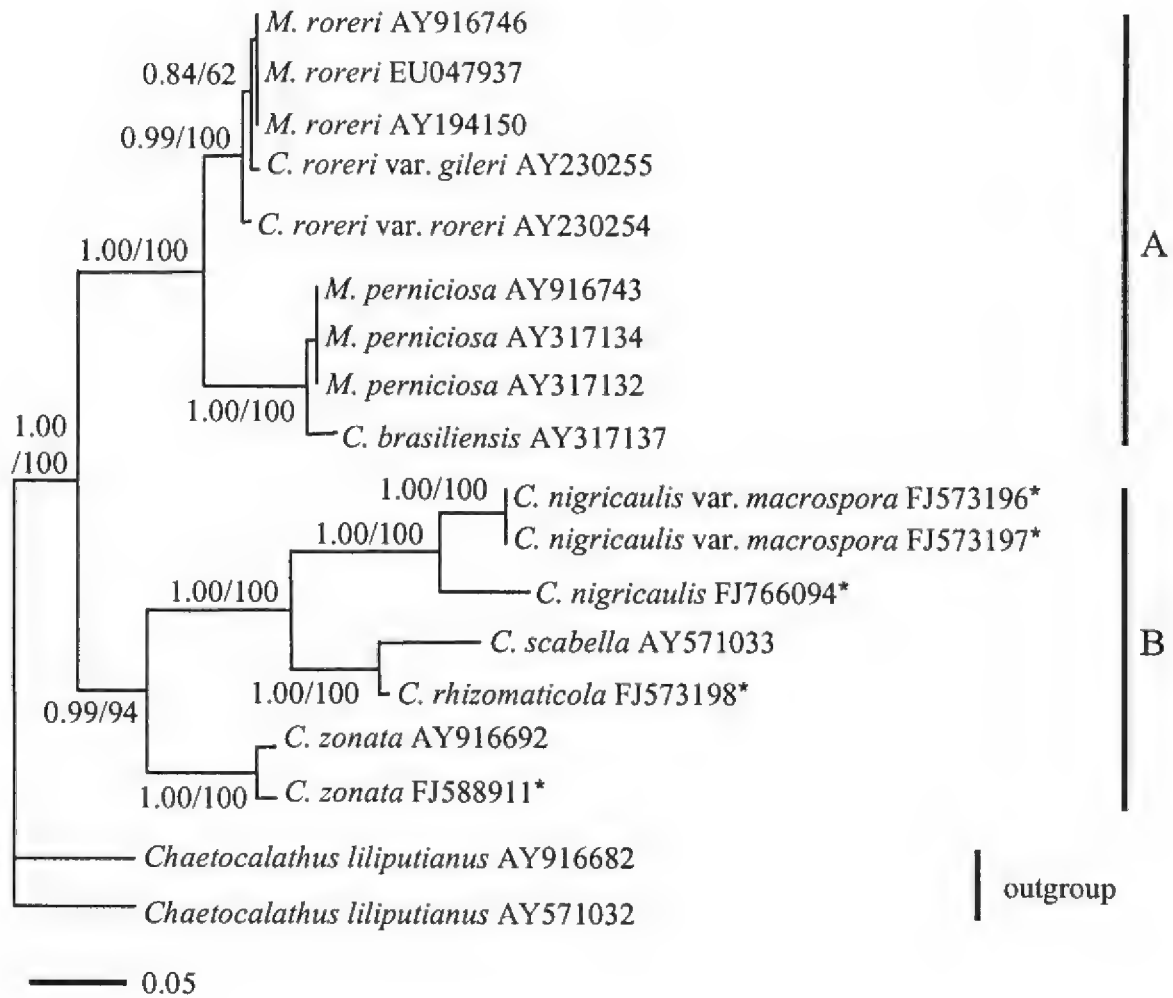 M. roreri AY916746
0.84/62
M. roreri EU047937
0.99/100
M. roreri AY194150
C. roreri var. gileri AY230255
C. roreri var. roreri AY230254
1.00/100
A
M. perniciosa AY916743
M. perniciosa AY317134
M. perniciosa AY317132
1.00/100
C. brasiliensis AY317137
1.00
/100
1.00/100
C. nigricaulis var. macrospora FJ573196*
C. nigricaulis var. macrospora FJ573197*
1.00/100
C. nigricaulis FJ766094*
1.00/100
C. scabella AY571033
B
1.00/100
C. rhizomaticola FJ573198*
0.99/94
C. zonata AY916692
1.00/100
C. zonata FJ588911*
Chaetocalathus liliputianus AY916682
outgroup
Chaetocalathus liliputianus AY571032
0.05